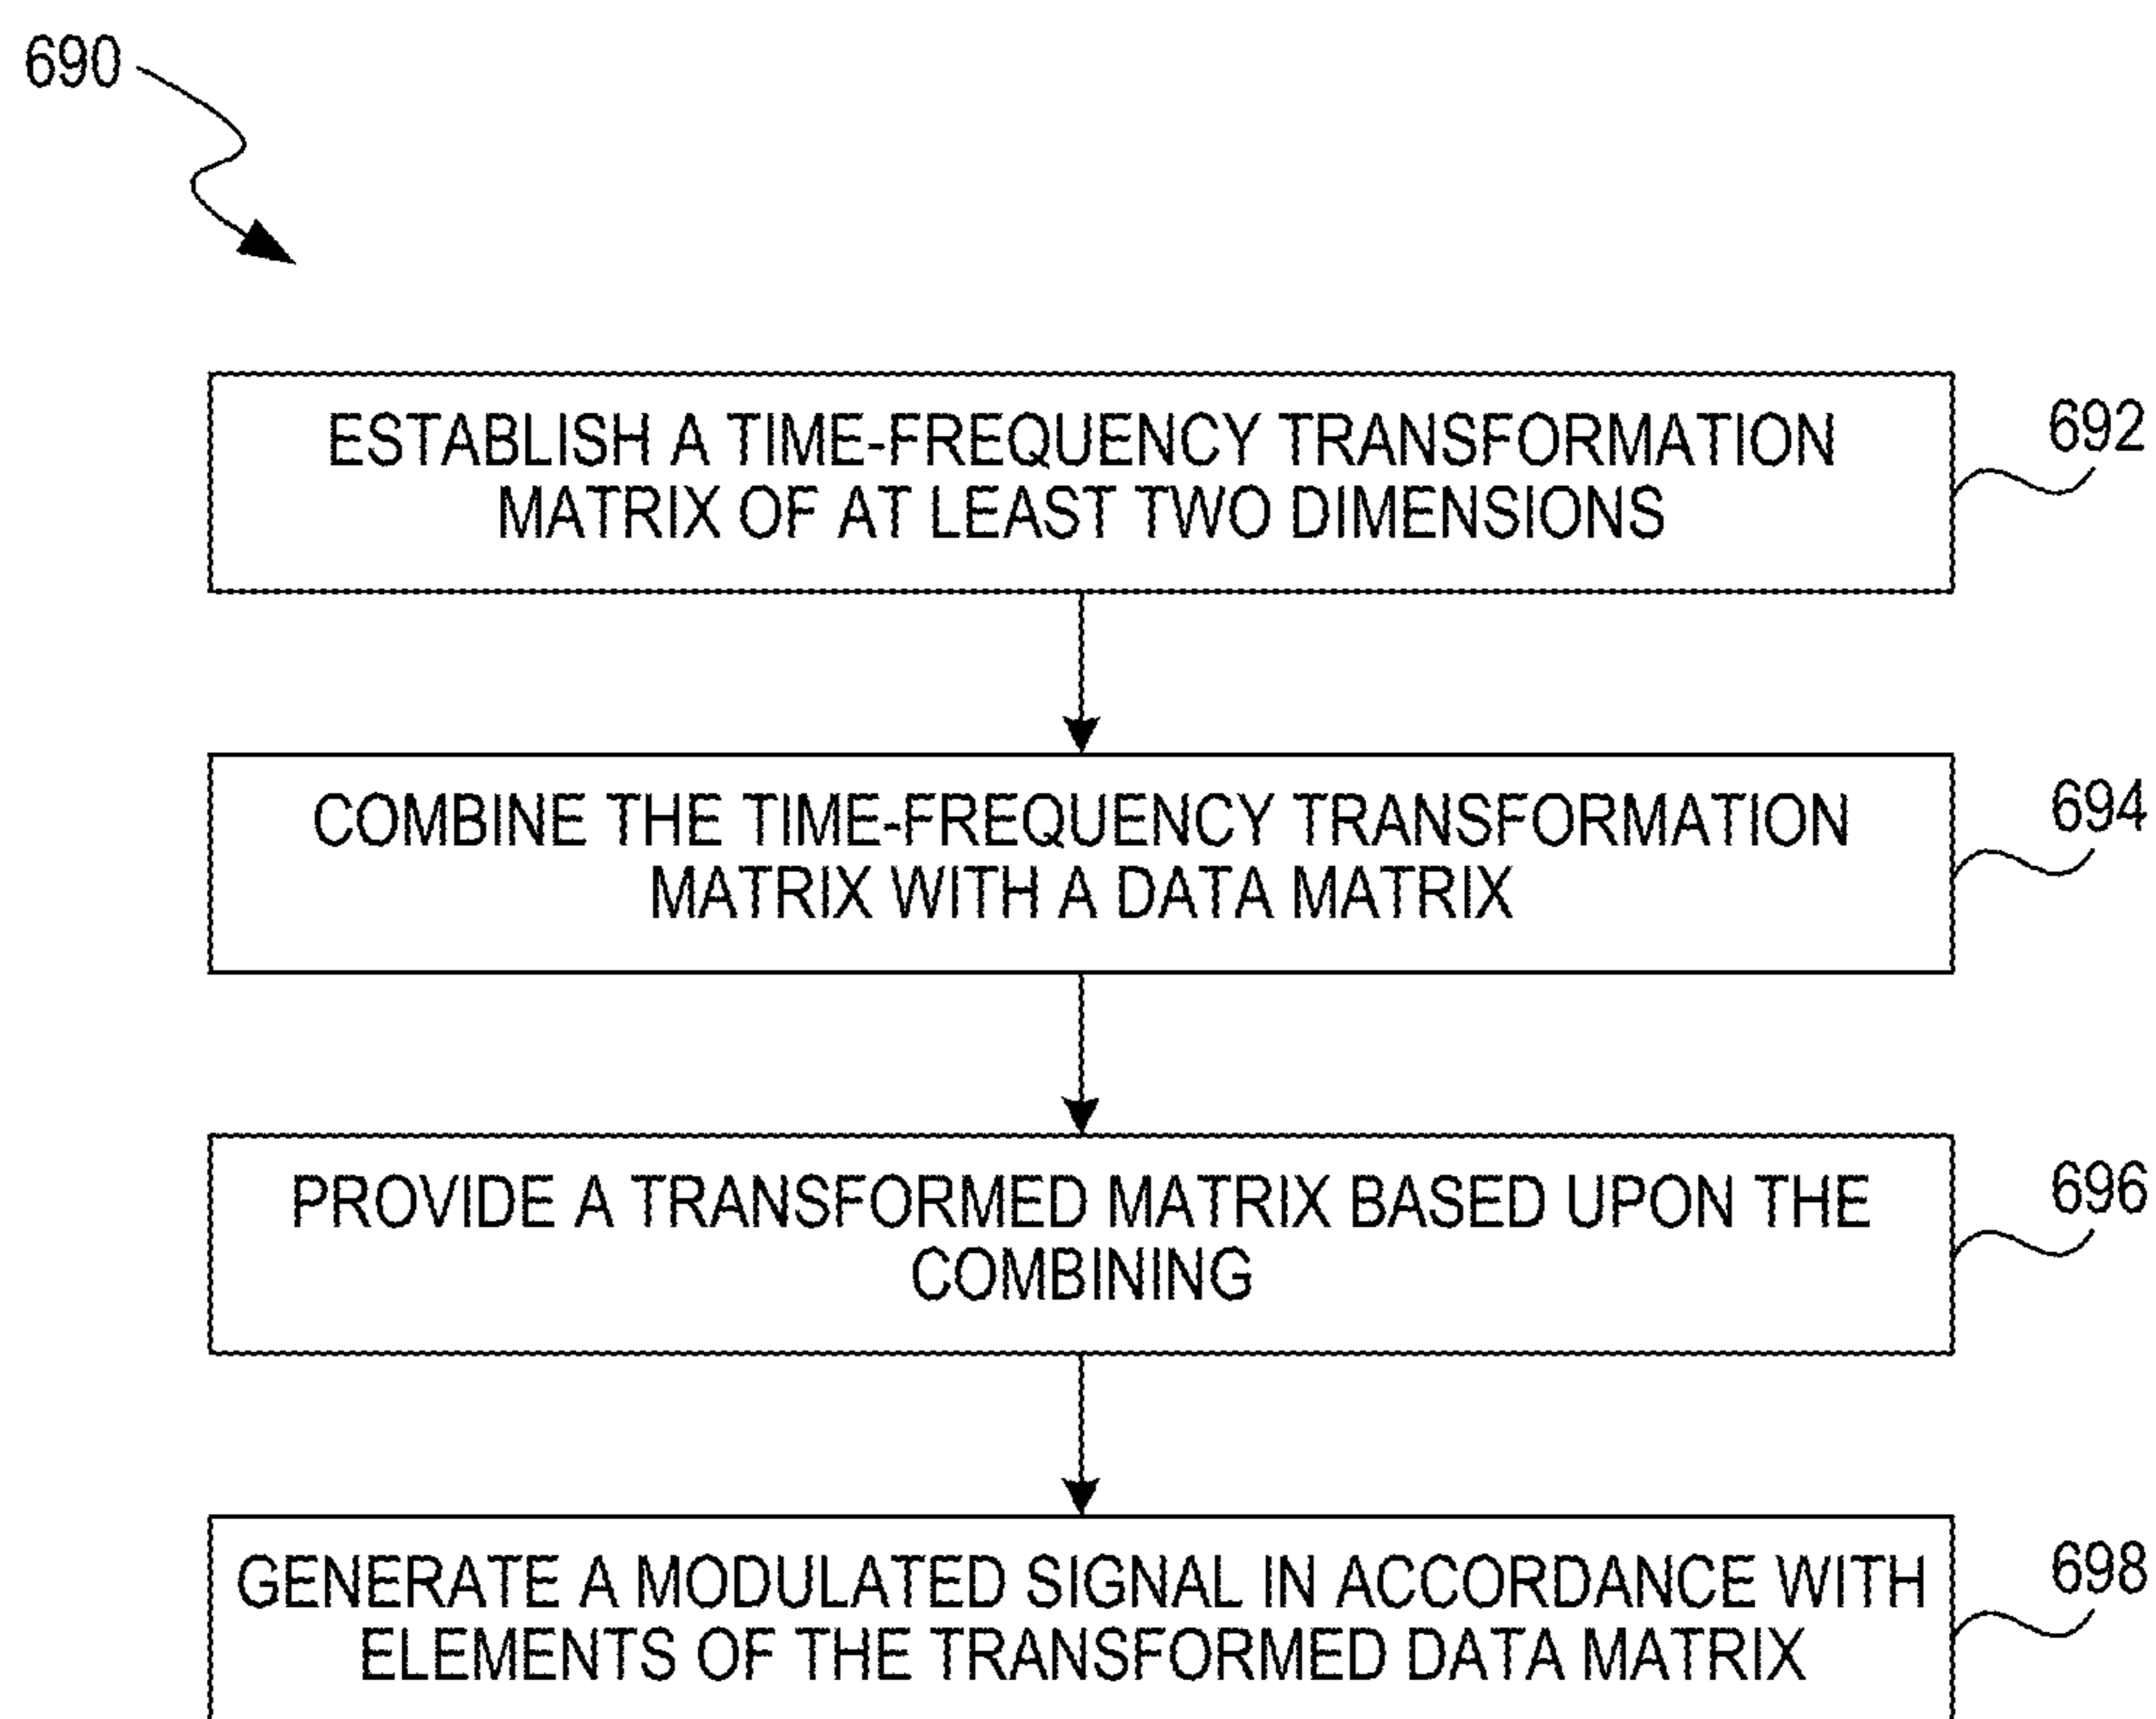 690
ESTABLISH A TIME-FREQUENCY TRANSFORMATION
MATRIX OF AT LEAST TWO DIMENSIONS
692
COMBINE THE TIME-FREQUENCY TRANSFORMATION
MATRIX WITH A DATA MATRIX
694
PROVIDE A TRANSFORMED MATRIX BASED UPON THE
COMBINING
696
GENERATE A MODULATED SIGNAL IN ACCORDANCE WITH
ELEMENTS OF THE TRANSFORMED DATA MATRIX
698